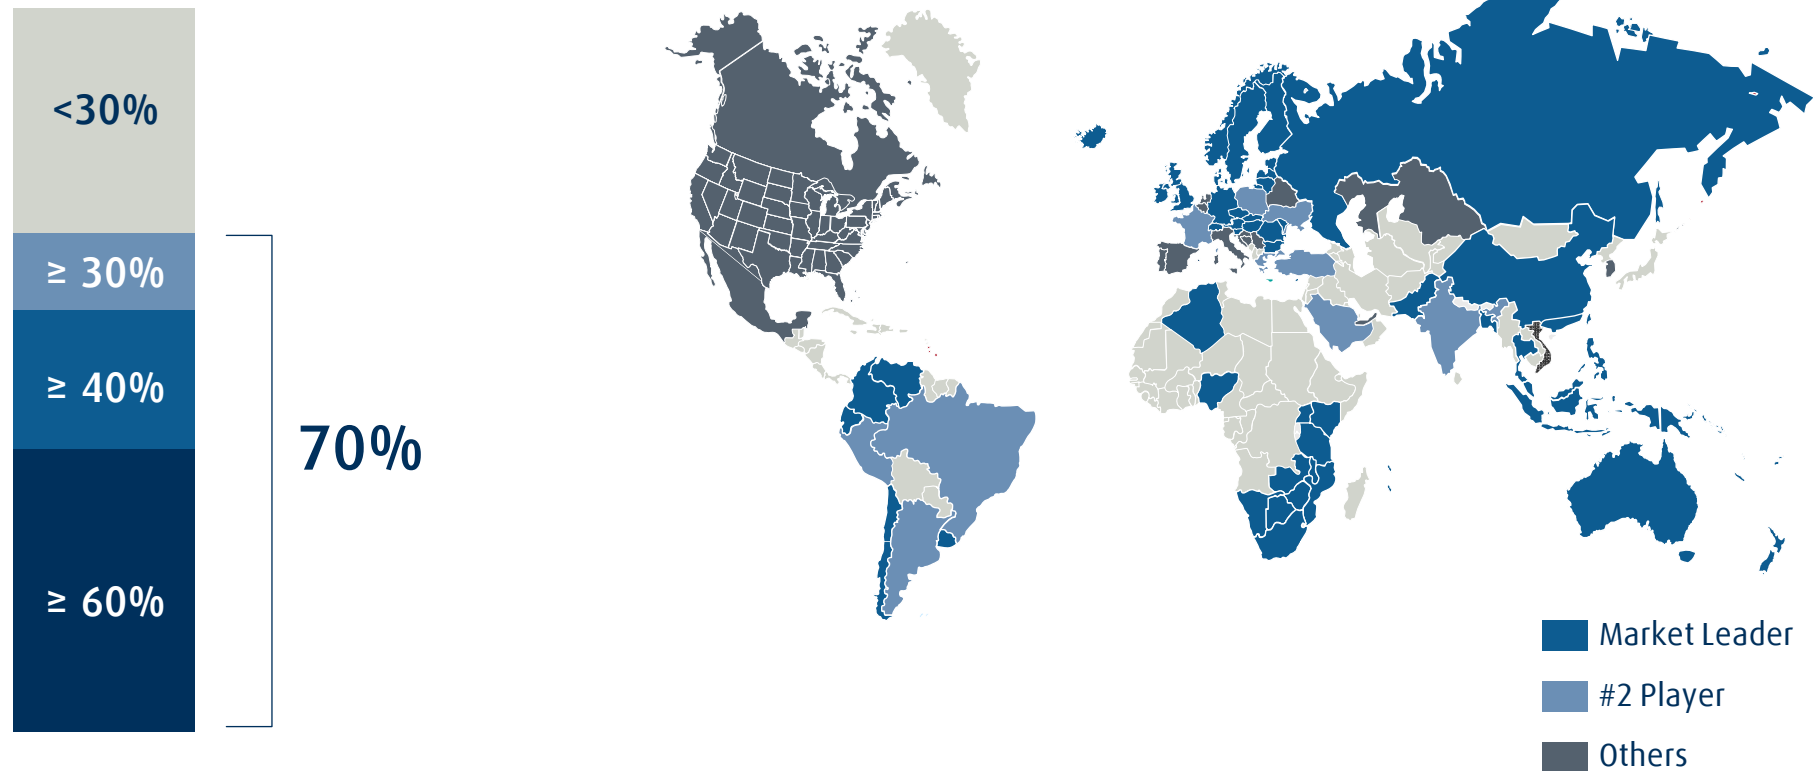 <30%
≥ 30%
≥ 40%
≥ 60%
70%
Market Leader
#2 Player
Others